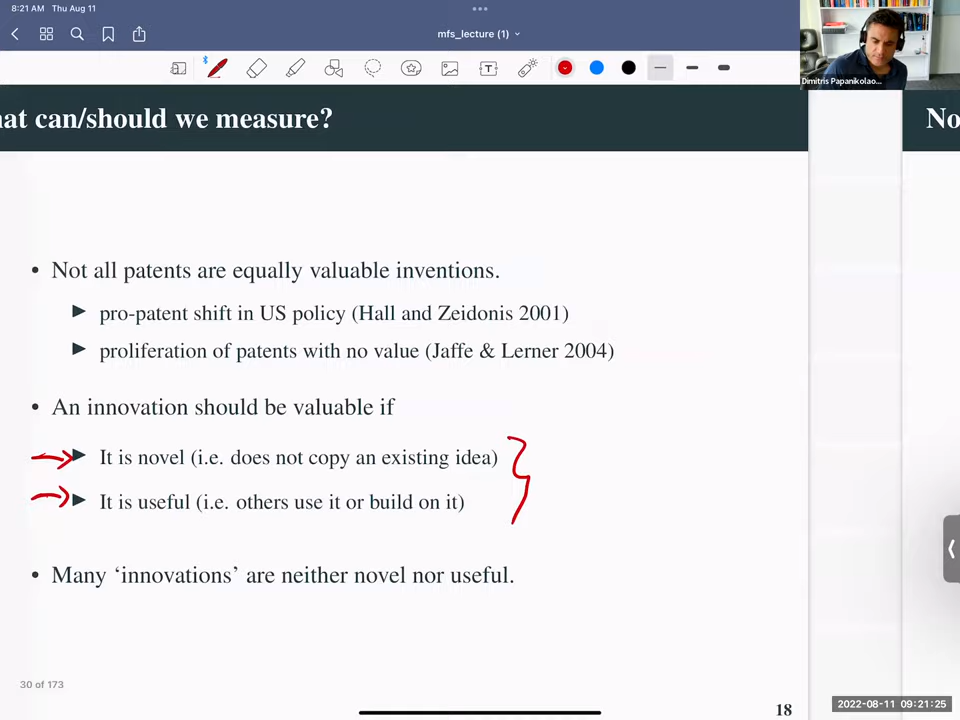 8:21 AM Thu Aug 11
mfs_lecture (1)
Dimitris Papanikolao...
hat can/should we measure?
No
• Not all patents are equally valuable inventions.
▶ pro-patent shift in US policy (Hall and Zeidonis 2001)
▶ proliferation of patents with no value (Jaffe & Lerner 2004)
• An innovation should be valuable if
▶ It is novel (i.e. does not copy an existing idea)
▶ It is useful (i.e. others use it or build on it)
• Many ‘innovations’ are neither novel nor useful.
30 of 173
18
2022-08-11 09:21:25